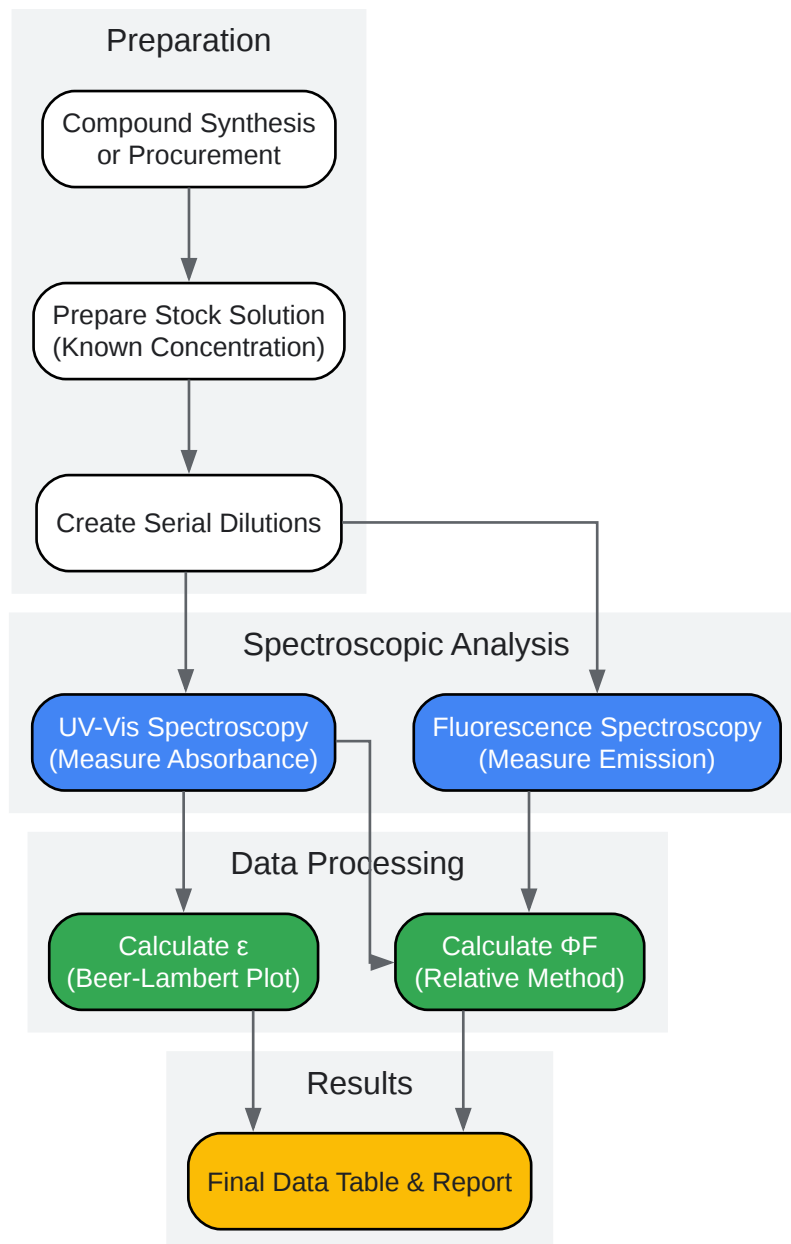 Preparation
Compound Synthesis
or Procurement
Prepare Stock Solution
(Known Concentration)
Create Serial Dilutions
Spectroscopic Analysis
UV-Vis Spectroscopy
(Measure Absorbance)
Fluorescence Spectroscopy
(Measure Emission)
Data Processing
Calculate ε
(Beer-Lambert Plot)
Calculate ΦF
(Relative Method)
Results
Final Data Table & Report